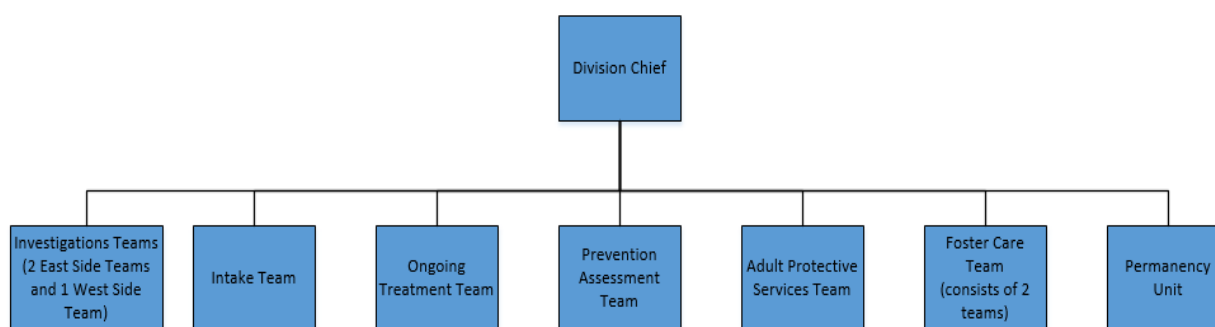 Division Chief
Investigations Teams
(2 East Side Teams
and 1 West Side
Team)
Intake Team
Ongoing
Treatment Team
Prevention
Assessment
Team
Adult Protective
Services Team
Foster Care
Team
(consists of 2
teams)
Permanency
Unit